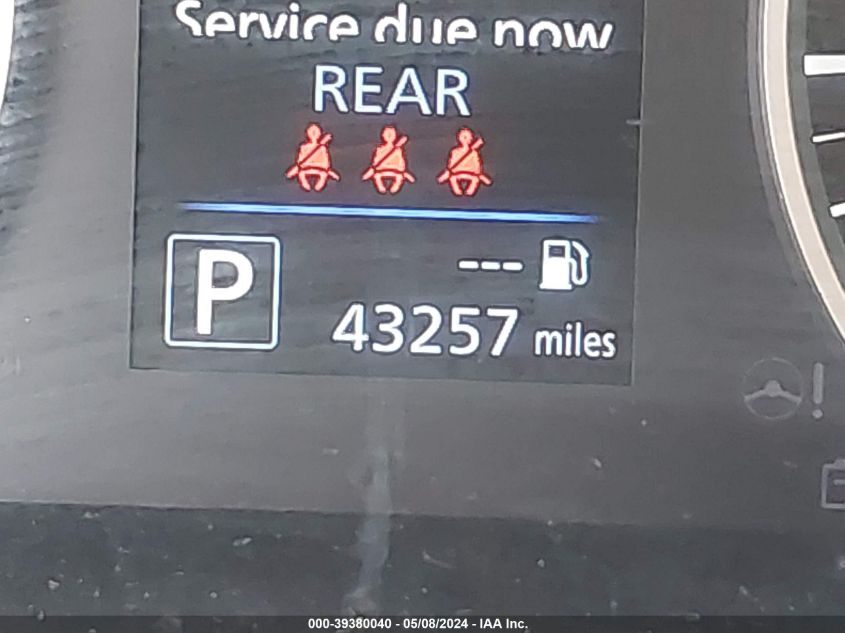 Service due now
REAR
P ---
43257 miles
000-39380040 - 05/08/2024 - IAA Inc.